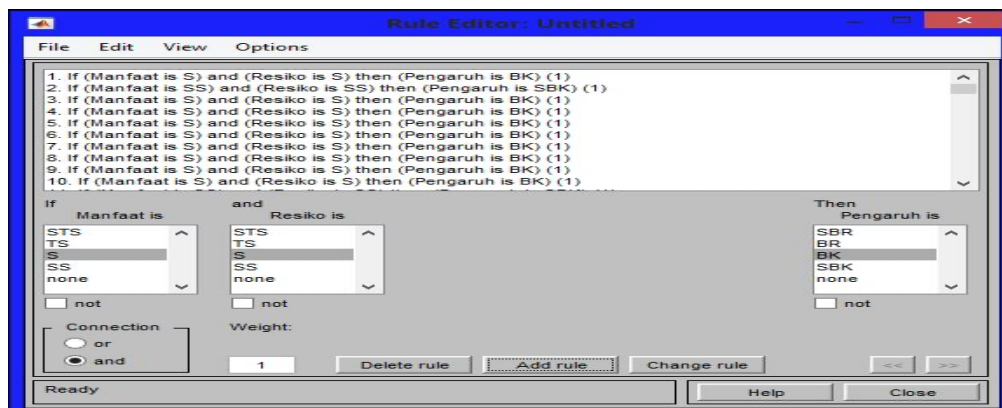 Rule Editor: Untitled
File Edit View Options
1. If (Manfaat is S) and (Resiko is S) then (Pengaruh is BK) (1)
2. If (Manfaat is SS) and (Resiko is SS) then (Pengaruh is SBK) (1)
3. If (Manfaat is S) and (Resiko is S) then (Pengaruh is BK) (1)
4. If (Manfaat is S) and (Resiko is S) then (Pengaruh is BK) (1)
5. If (Manfaat is S) and (Resiko is S) then (Pengaruh is BK) (1)
6. If (Manfaat is S) and (Resiko is S) then (Pengaruh is BK) (1)
7. If (Manfaat is S) and (Resiko is S) then (Pengaruh is BK) (1)
8. If (Manfaat is S) and (Resiko is S) then (Pengaruh is BK) (1)
9. If (Manfaat is S) and (Resiko is S) then (Pengaruh is BK) (1)
10. If (Manfaat is S) and (Resiko is S) then (Pengaruh is BK) (1)
If
Manfaat is
STS
TS
S
SS
none
not
and
Resiko is
STS
TS
S
SS
none
not
Then
Pengaruh is
SBR
BR
BK
SBK
none
not
Connection
or
and
Weight:
1
Delete rule
Add rule
Change rule
<<
>>
Ready
Help
Close